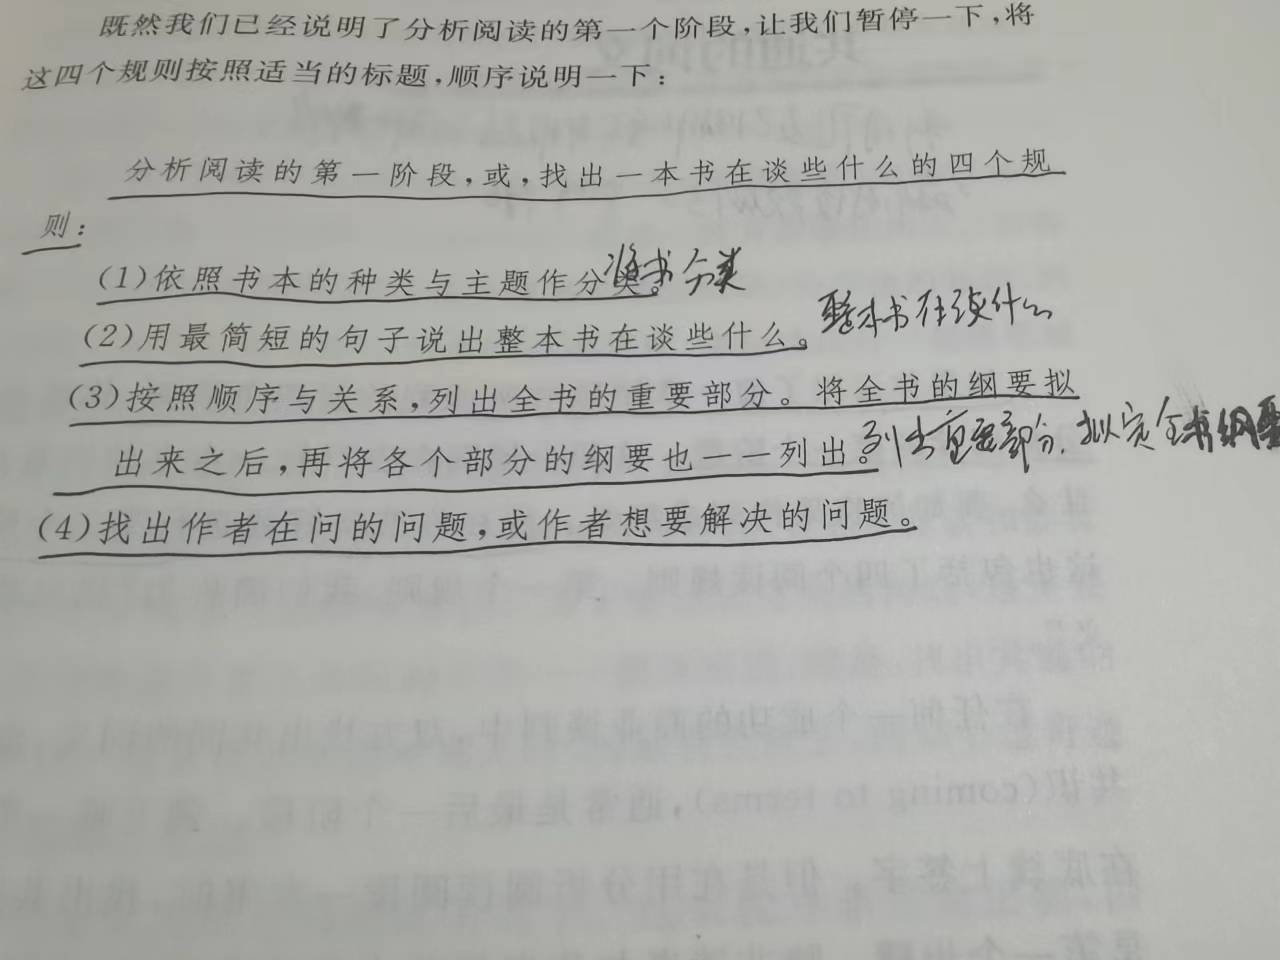 既然我们已经说明了分析阅读的第一个阶段，让我们暂停一下，将
这四个规则按照适当的标题，顺序说明一下：
分析阅读的第一阶段，或，找出一本书在谈些什么的四个规
则：
(1)依照书本的种类与主题作分类。将书分类
(2)用最简短的句子说出整本书在谈些什么。整本书在谈什么
(3)按照顺序与关系，列出全书的重要部分。将全书的纲要拟
出来之后，再将各个部分的纲要也一一列出。列出重要部分，拟定全书纲要
(4)找出作者在问的问题，或作者想要解决的问题。